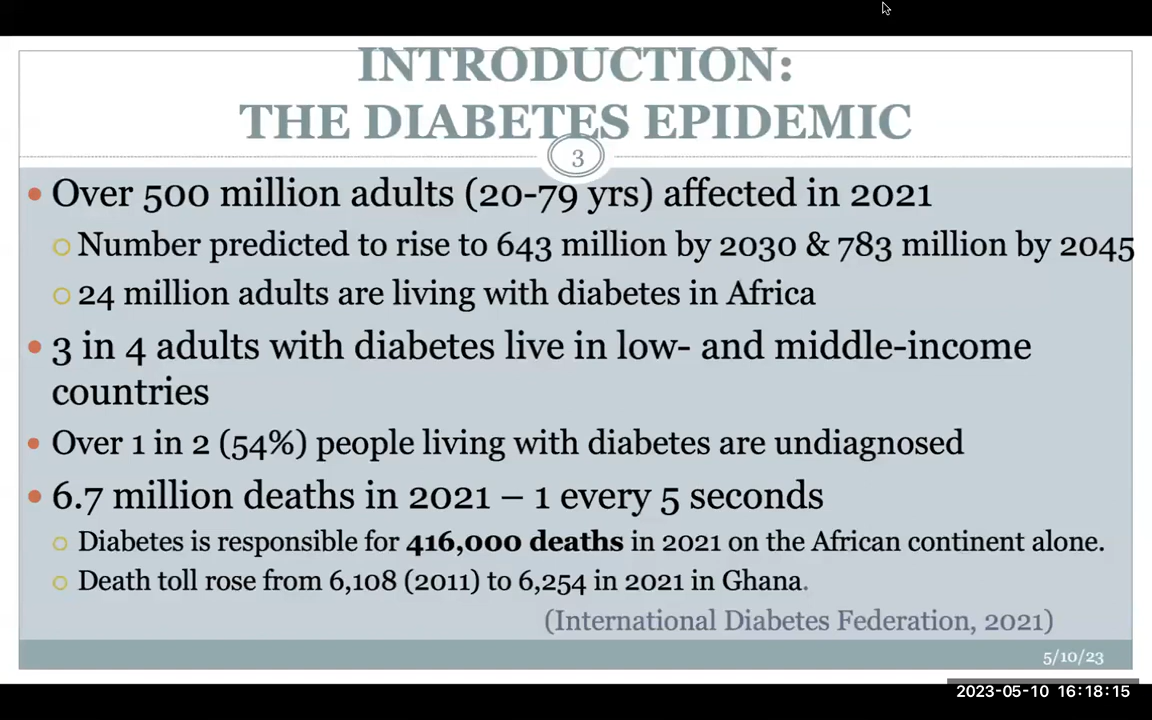 INTRODUCTION:
THE DIABETES EPIDEMIC
3
Over 500 million adults (20-79 yrs) affected in 2021
Number predicted to rise to 643 million by 2030 & 783 million by 2045
24 million adults are living with diabetes in Africa
3 in 4 adults with diabetes live in low- and middle-income
countries
Over 1 in 2 (54%) people living with diabetes are undiagnosed
6.7 million deaths in 2021 – 1 every 5 seconds
Diabetes is responsible for 416,000 deaths in 2021 on the African continent alone.
Death toll rose from 6,108 (2011) to 6,254 in 2021 in Ghana.
(International Diabetes Federation, 2021)
5/10/23
2023-05-10 16:18:15